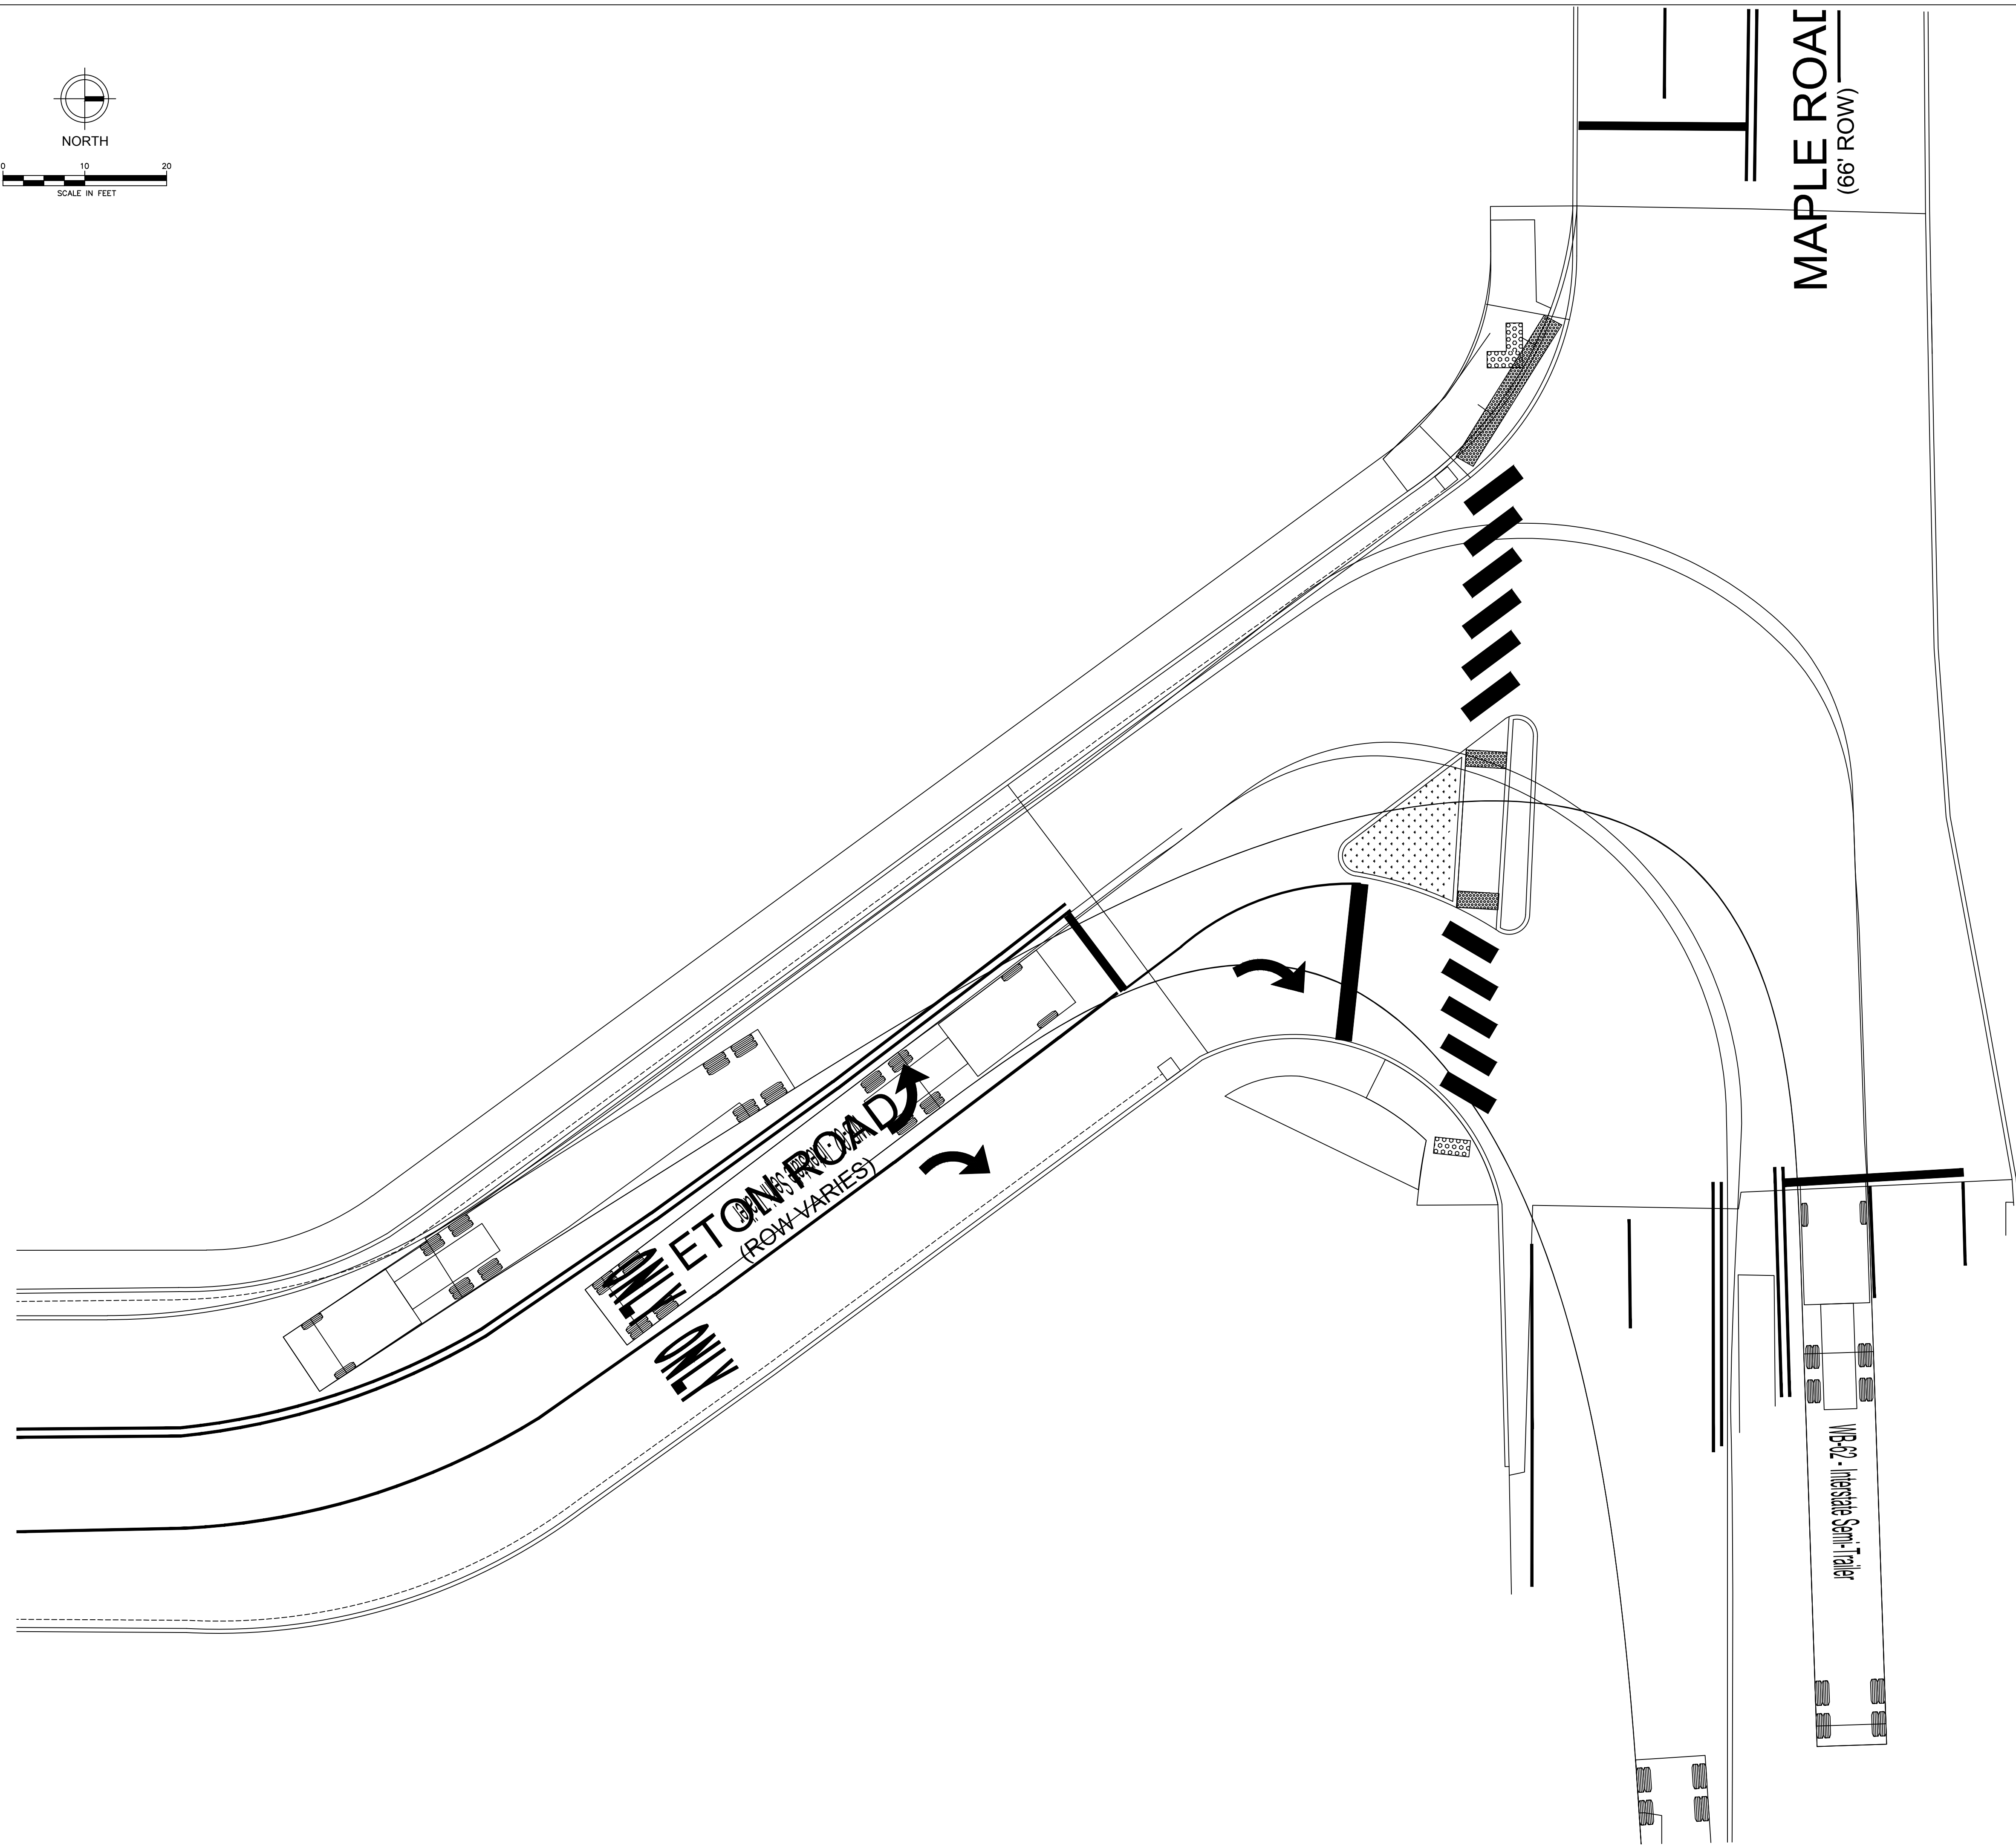 NORTH
0 10 20
SCALE IN FEET
MAPLE ROAD
(66' ROW)
ETON ROAD
(ROW VARIES)
ONLY
ONLY
WB-62 - Interstate Semi-Trailer